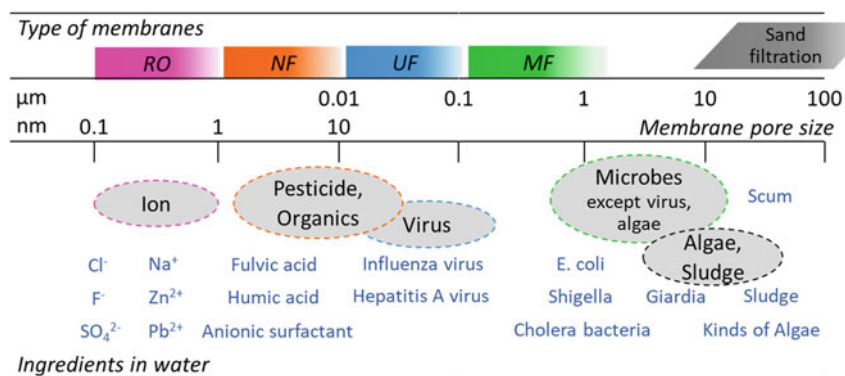 Type of membranes
RO NF UF MF Sand
filtration
μm 0.01 0.1 1 10 100
nm 0.1 1 10 Membrane pore size
Ion
Pesticide,
Organics
Virus
Microbes
except virus,
algae
Scum
Algae,
Sludge
Cl⁻ Na⁺ Fulvic acid Influenza virus E. coli
F⁻ Zn²⁺ Humic acid Hepatitis A virus Shigella Giardia Sludge
SO₄²⁻ Pb²⁺ Anionic surfactant Cholera bacteria Kinds of Algae
Ingredients in water